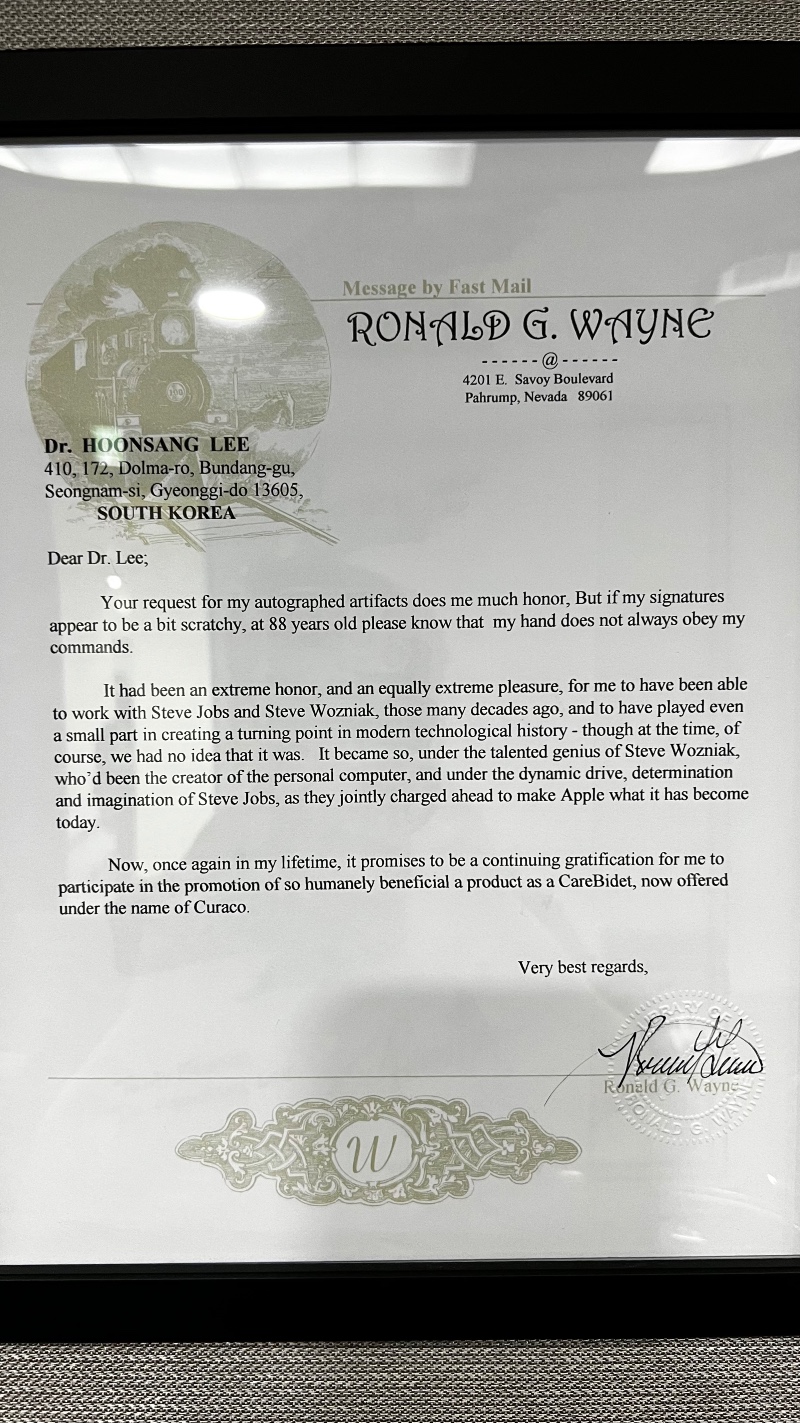 Message by Fast Mail
RONALD G. WAYNE
------@------
4201 E. Savoy Boulevard
Pahrump, Nevada 89061
100
Dr. HOONSANG LEE
410, 172, Dolma-ro, Bundang-gu,
Seongnam-si, Gyeonggi-do 13605,
SOUTH KOREA
Dear Dr. Lee;
Your request for my autographed artifacts does me much honor, But if my signatures
appear to be a bit scratchy, at 88 years old please know that my hand does not always obey my
commands.
It had been an extreme honor, and an equally extreme pleasure, for me to have been able
to work with Steve Jobs and Steve Wozniak, those many decades ago, and to have played even
a small part in creating a turning point in modern technological history - though at the time, of
course, we had no idea that it was. It became so, under the talented genius of Steve Wozniak,
who'd been the creator of the personal computer, and under the dynamic drive, determination
and imagination of Steve Jobs, as they jointly charged ahead to make Apple what it has become
today.
Now, once again in my lifetime, it promises to be a continuing gratification for me to
participate in the promotion of so humanely beneficial a product as a CareBidet, now offered
under the name of Curaco.
Very best regards,
Ronald G. Wayne
RONALD G. WAYNE
W